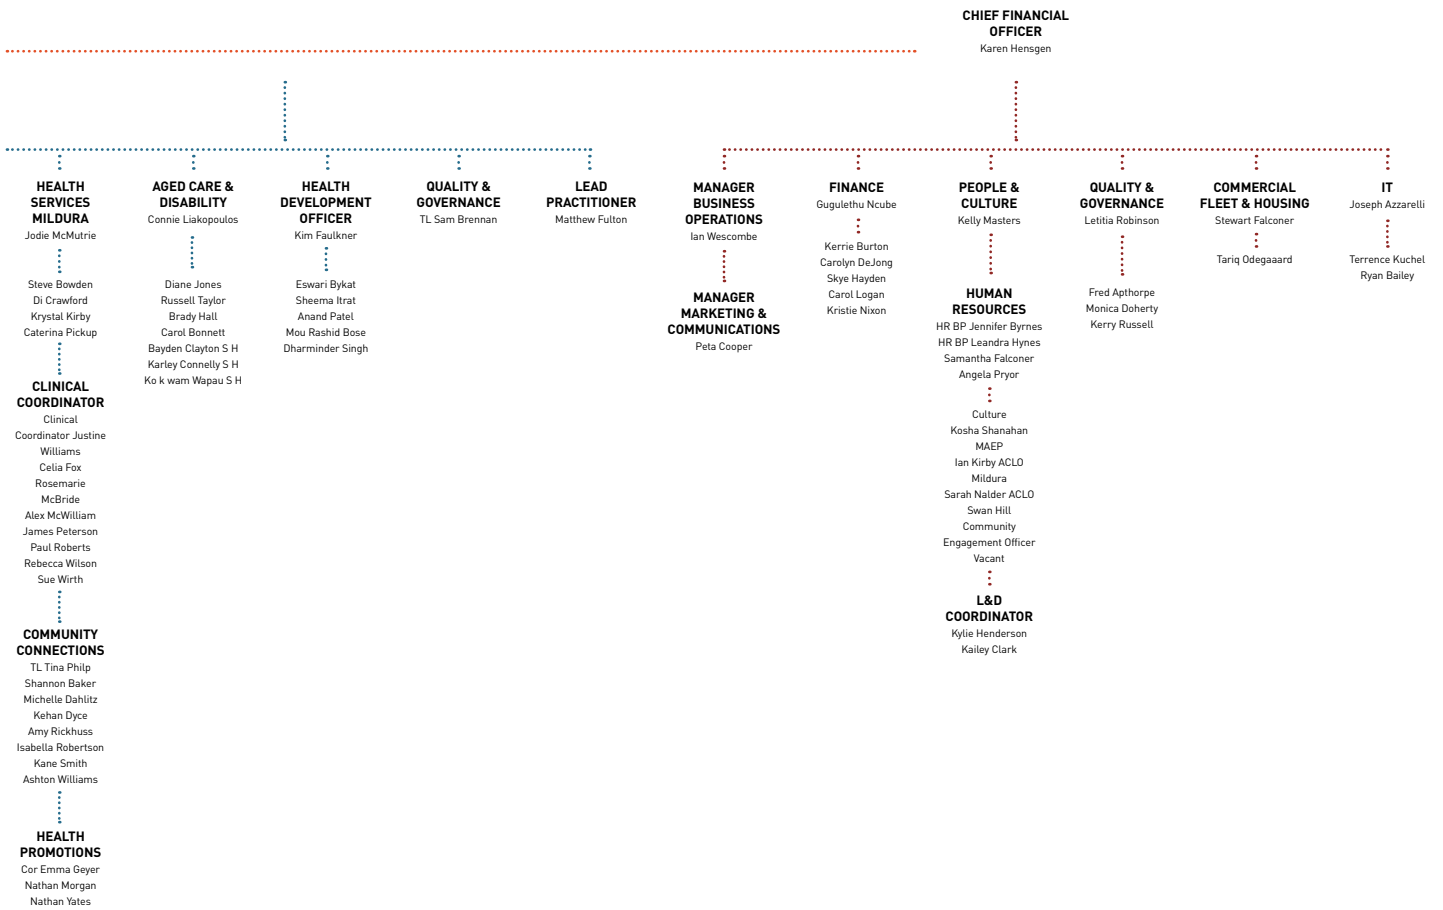 CHIEF FINANCIAL
OFFICER
Karen Hensgen
HEALTH
SERVICES
MILDURA
Jodie McMutrie
Steve Bowden
Di Crawford
Krystal Kirby
Caterina Pickup
CLINICAL
COORDINATOR
Clinical
Coordinator Justine
Williams
Celia Fox
Rosemarie
McBride
Alex McWilliam
James Peterson
Paul Roberts
Rebecca Wilson
Sue Wirth
COMMUNITY
CONNECTIONS
TL Tina Philp
Shannon Baker
Michelle Dahlitz
Kehan Dyce
Amy Rickhuss
Isabella Robertson
Kane Smith
Ashton Williams
HEALTH
PROMOTIONS
Cor Emma Geyer
Nathan Morgan
Nathan Yates
AGED CARE &
DISABILITY
Connie Liakopoulos
Diane Jones
Russell Taylor
Brady Hall
Carol Bonnett
Bayden Clayton S H
Karley Connelly S H
Ko k wam Wapau S H
HEALTH
DEVELOPMENT
OFFICER
Kim Faulkner
Eswari Bykat
Sheema Itrat
Anand Patel
Mou Rashid Bose
Dharminder Singh
QUALITY &
GOVERNANCE
TL Sam Brennan
LEAD
PRACTITIONER
Matthew Fulton
MANAGER
BUSINESS
OPERATIONS
Ian Wescombe
MANAGER
MARKETING &
COMMUNICATIONS
Peta Cooper
FINANCE
Gugulethu Ncube
Kerrie Burton
Carolyn DeJong
Skye Hayden
Carol Logan
Kristie Nixon
PEOPLE &
CULTURE
Kelly Masters
HUMAN
RESOURCES
HR BP Jennifer Byrnes
HR BP Leandra Hynes
Samantha Falconer
Angela Pryor
Culture
Kosha Shanahan
MAEP
Ian Kirby ACLO
Mildura
Sarah Nalder ACLO
Swan Hill
Community
Engagement Officer
Vacant
L&D
COORDINATOR
Kylie Henderson
Kailey Clark
QUALITY &
GOVERNANCE
Letitia Robinson
Fred Apthorpe
Monica Doherty
Kerry Russell
COMMERCIAL
FLEET & HOUSING
Stewart Falconer
Tariq Odegaaard
IT
Joseph Azzarelli
Terrence Kuchel
Ryan Bailey